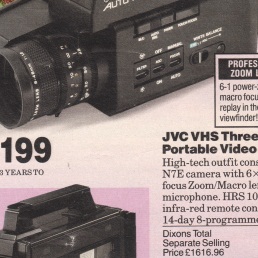 AUTO
WHITE BALANCE
PROFES
ZOOM L
6-1 power-
macro focu
replay in the
viewfinder!
199
3 YEARS TO
JVC VHS Three
Portable Video
High-tech outfit cons
N7E camera with 6×
focus Zoom/Macro len
microphone. HRS 10
infra-red remote con
14-day 8-programme
Dixons Total
Separate Selling
Price £1616.96